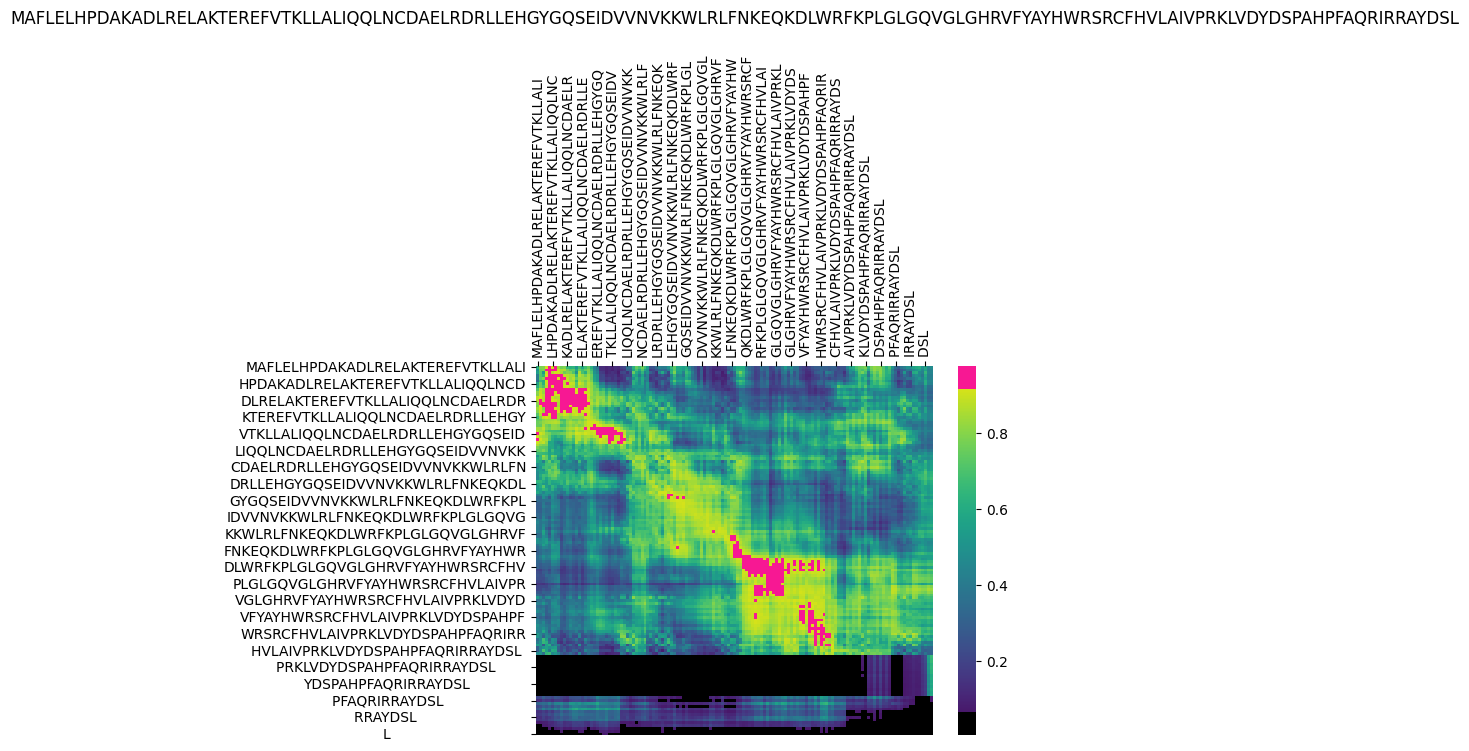 MAFLELHPDAKADLRELAKTEREFVTKLLALIQQLNCDAELRDRLLEHGYGQSEIDVVNVKKWLRLFNKEQKDLWRFKPLGLGQVGLGHRVFYAYHWRSRCFHVLAIVPRKLVDYDSPAHPFAQRIRRAYDSL
MAFLELHPDAKADLRELAKTEREFVTKLLALI
LHPDAKADLRELAKTEREFVTKLLALIQQLNC
KADLRELAKTEREFVTKLLALIQQLNCDAELR
ELAKTEREFVTKLLALIQQLNCDAELRDRLLE
EREFVTKLLALIQQLNCDAELRDRLLEHGYGQ
TKLLALIQQLNCDAELRDRLLEHGYGQSEIDV
LIQQLNCDAELRDRLLEHGYGQSEIDVVNVKK
NCDAELRDRLLEHGYGQSEIDVVNVKKWLRLF
LRDRLLEHGYGQSEIDVVNVKKWLRLFNKEQK
LEHGYGQSEIDVVNVKKWLRLFNKEQKDLWRF
GQSEIDVVNVKKWLRLFNKEQKDLWRFKPLGL
DVVNVKKWLRLFNKEQKDLWRFKPLGLGQVGL
KKWLRLFNKEQKDLWRFKPLGLGQVGLGHRVF
LFNKEQKDLWRFKPLGLGQVGLGHRVFYAYHW
QKDLWRFKPLGLGQVGLGHRVFYAYHWRSRCF
RFKPLGLGQVGLGHRVFYAYHWRSRCFHVLAI
GLGQVGLGHRVFYAYHWRSRCFHVLAIVPRKL
GLGHRVFYAYHWRSRCFHVLAIVPRKLVDYDS
VFYAYHWRSRCFHVLAIVPRKLVDYDSPAHPF
HWRSRCFHVLAIVPRKLVDYDSPAHPFAQRIR
CFHVLAIVPRKLVDYDSPAHPFAQRIRRAYDS
AIVPRKLVDYDSPAHPFAQRIRRAYDSL
KLVDYDSPAHPFAQRIRRAYDSL
DSPAHPFAQRIRRAYDSL
PFAQRIRRAYDSL
IRRAYDSL
DSL
MAFLELHPDAKADLRELAKTEREFVTKLLALI
HPDAKADLRELAKTEREFVTKLLALIQQLNCD
DLRELAKTEREFVTKLLALIQQLNCDAELRDR
KTEREFVTKLLALIQQLNCDAELRDRLLEHGY
VTKLLALIQQLNCDAELRDRLLEHGYGQSEID
LIQQLNCDAELRDRLLEHGYGQSEIDVVNVKK
CDAELRDRLLEHGYGQSEIDVVNVKKWLRLFN
DRLLEHGYGQSEIDVVNVKKWLRLFNKEQKDL
GYGQSEIDVVNVKKWLRLFNKEQKDLWRFKPL
IDVVNVKKWLRLFNKEQKDLWRFKPLGLGQVG
KKWLRLFNKEQKDLWRFKPLGLGQVGLGHRVF
FNKEQKDLWRFKPLGLGQVGLGHRVFYAYHWR
DLWRFKPLGLGQVGLGHRVFYAYHWRSRCFHV
PLGLGQVGLGHRVFYAYHWRSRCFHVLAIVPR
VGLGHRVFYAYHWRSRCFHVLAIVPRKLVDYD
VFYAYHWRSRCFHVLAIVPRKLVDYDSPAHPF
WRSRCFHVLAIVPRKLVDYDSPAHPFAQRIRR
HVLAIVPRKLVDYDSPAHPFAQRIRRAYDSL
PRKLVDYDSPAHPFAQRIRRAYDSL
YDSPAHPFAQRIRRAYDSL
PFAQRIRRAYDSL
RRAYDSL
L
0.8
0.6
0.4
0.2